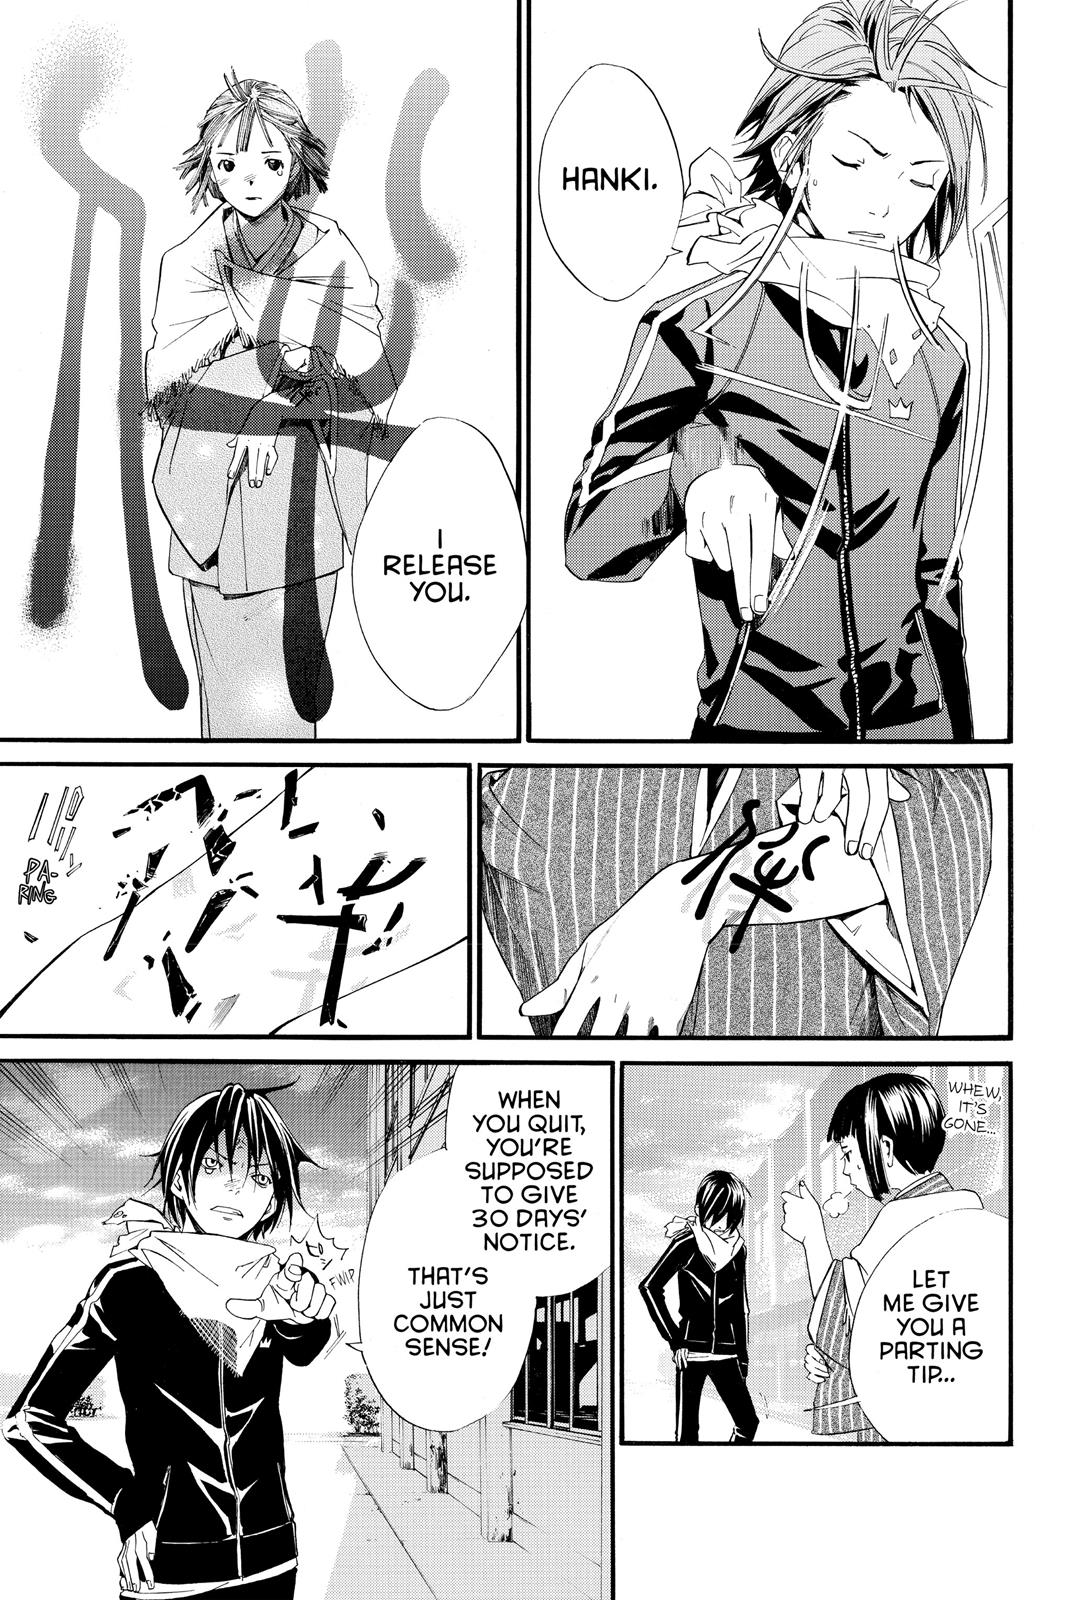 HANKI.
I
RELEASE
YOU.
PA-
RING
WHEW,
IT'S
GONE...
LET
ME GIVE
YOU A
PARTING
TIP...
WHEN
YOU QUIT,
YOU'RE
SUPPOSED
TO GIVE
30 DAYS'
NOTICE.
THAT'S
JUST
COMMON
SENSE!
FWIP